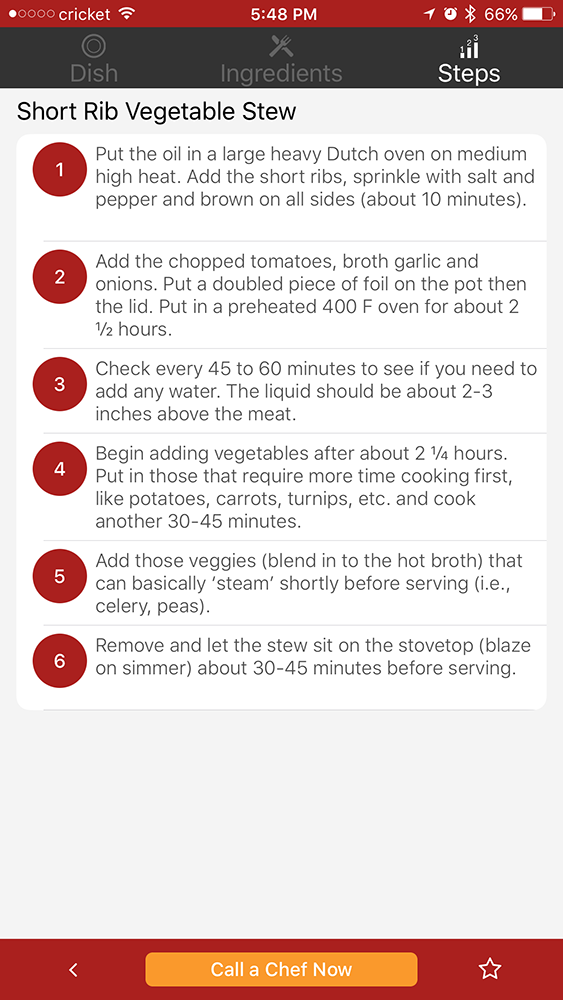 cricket 5:48 PM 66%
Dish
Ingredients
1 2 3
Steps
Short Rib Vegetable Stew
1
Put the oil in a large heavy Dutch oven on medium
high heat. Add the short ribs, sprinkle with salt and
pepper and brown on all sides (about 10 minutes).
2
Add the chopped tomatoes, broth garlic and
onions. Put a doubled piece of foil on the pot then
the lid. Put in a preheated 400 F oven for about 2
½ hours.
3
Check every 45 to 60 minutes to see if you need to
add any water. The liquid should be about 2-3
inches above the meat.
4
Begin adding vegetables after about 2 ¼ hours.
Put in those that require more time cooking first,
like potatoes, carrots, turnips, etc. and cook
another 30-45 minutes.
5
Add those veggies (blend in to the hot broth) that
can basically ‘steam’ shortly before serving (i.e.,
celery, peas).
6
Remove and let the stew sit on the stovetop (blaze
on simmer) about 30-45 minutes before serving.
Call a Chef Now